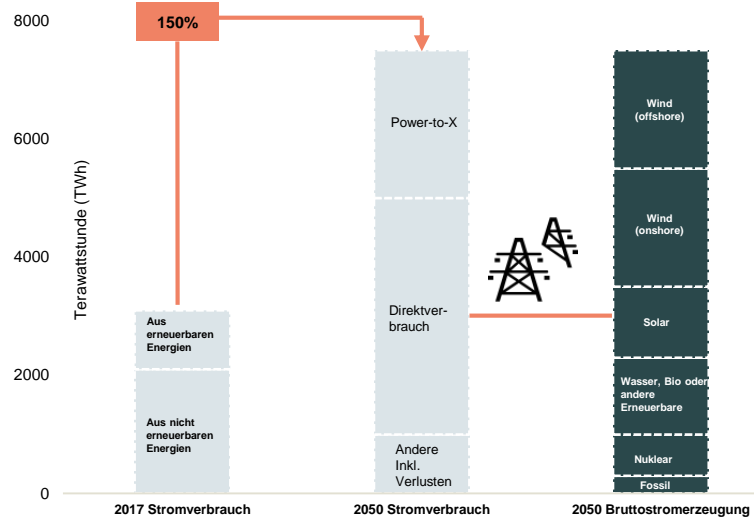 8000
6000
4000
2000
0
Terawattstunde (TWh)
150%
Aus
erneuerbaren
Energien
Aus nicht
erneuerbaren
Energien
Power-to-X
Direktver-
brauch
Andere
Inkl.
Verlusten
Wind
(offshore)
Wind
(onshore)
Solar
Wasser, Bio oder
andere
Erneuerbare
Nuklear
Fossil
2017 Stromverbrauch
2050 Stromverbrauch
2050 Bruttostromerzeugung